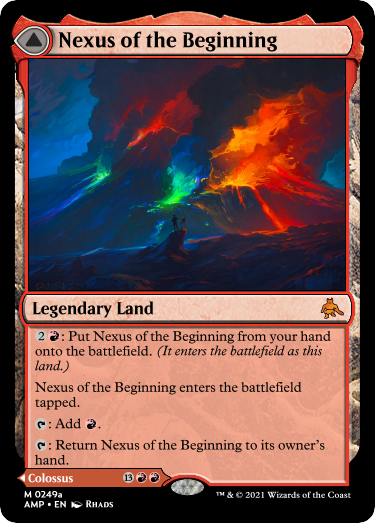 Nexus of the Beginning
Legendary Land
2R: Put Nexus of the Beginning from your hand
onto the battlefield. (It enters the battlefield as this
land.)
Nexus of the Beginning enters the battlefield
tapped.
T: Add R.
T: Return Nexus of the Beginning to its owner's
hand.
Colossus 13RR
M 0249a
AMP • EN Rhads
™ & © 2021 Wizards of the Coast